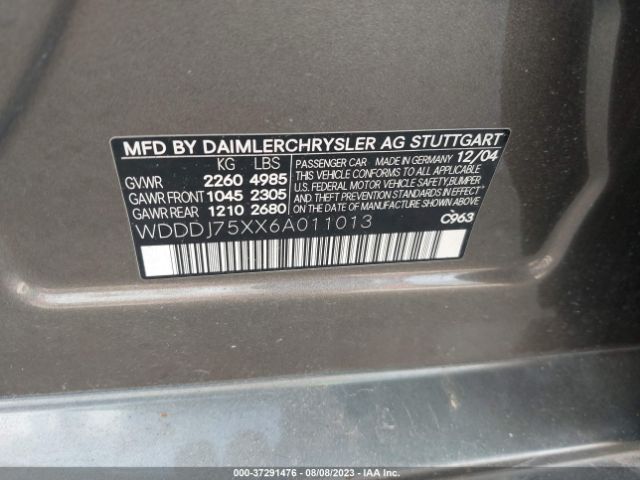 MFD BY DAIMLERCHRYSLER AG STUTTGART
KG LBS
GVWR 2260 4985
GAWR FRONT 1045 2305
GAWR REAR 1210 2680
PASSENGER CAR MADE IN GERMANY 12/04
THIS VEHICLE CONFORMS TO ALL APPLICABLE
U.S. FEDERAL MOTOR VEHICLE SAFETY, BUMPER
AND THEFT PREVENTION STANDARDS IN EFFECT
ON THE DATE OF MANUFACTURE SHOWN ABOVE.
WDDDJ75XX6A011013
C963
000-37291476 - 08/08/2023 - IAAI.com